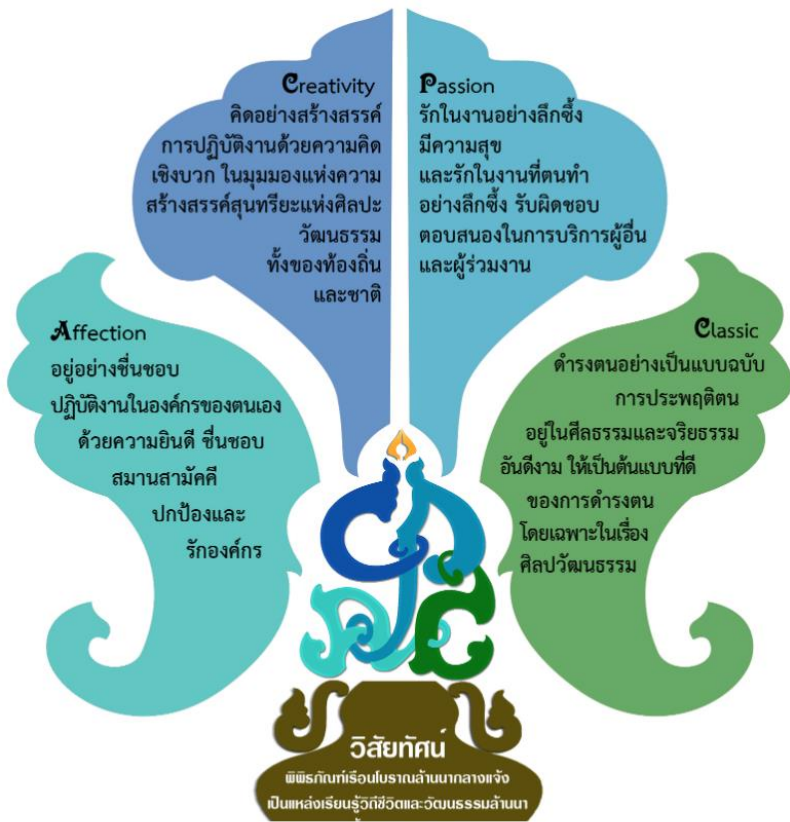 Creativity
คิดอย่างสร้างสรรค์
การปฏิบัติงานด้วยความคิด
เชิงบวก ในมุมมองแห่งความ
สร้างสรรค์สุนทรียะแห่งศิลปะ
วัฒนธรรม
ทั้งของท้องถิ่น
และชาติ
Passion
รักในงานอย่างลึกซึ้ง
มีความสุข
และรักในงานที่ตนทำ
อย่างลึกซึ้ง รับผิดชอบ
ตอบสนองในการบริการผู้อื่น
และผู้ร่วมงาน
Affection
อยู่อย่างชื่นชอบ
ปฏิบัติงานในองค์กรของตนเอง
ด้วยความยินดี ชื่นชอบ
สมานสามัคคี
ปกป้องและ
รักองค์กร
Classic
ดำรงตนอย่างเป็นแบบฉบับ
การประพฤติตน
อยู่ในศีลธรรมและจริยธรรม
อันดีงาม ให้เป็นต้นแบบที่ดี
ของการดำรงตน
โดยเฉพาะในเรื่อง
ศิลปวัฒนธรรม
วิสัยทัศน์
พิพิธภัณฑ์เรือนโบราณล้านนากลางแจ้ง
เป็นแหล่งเรียนรู้วิถีชีวิตและวัฒนธรรมล้านนา